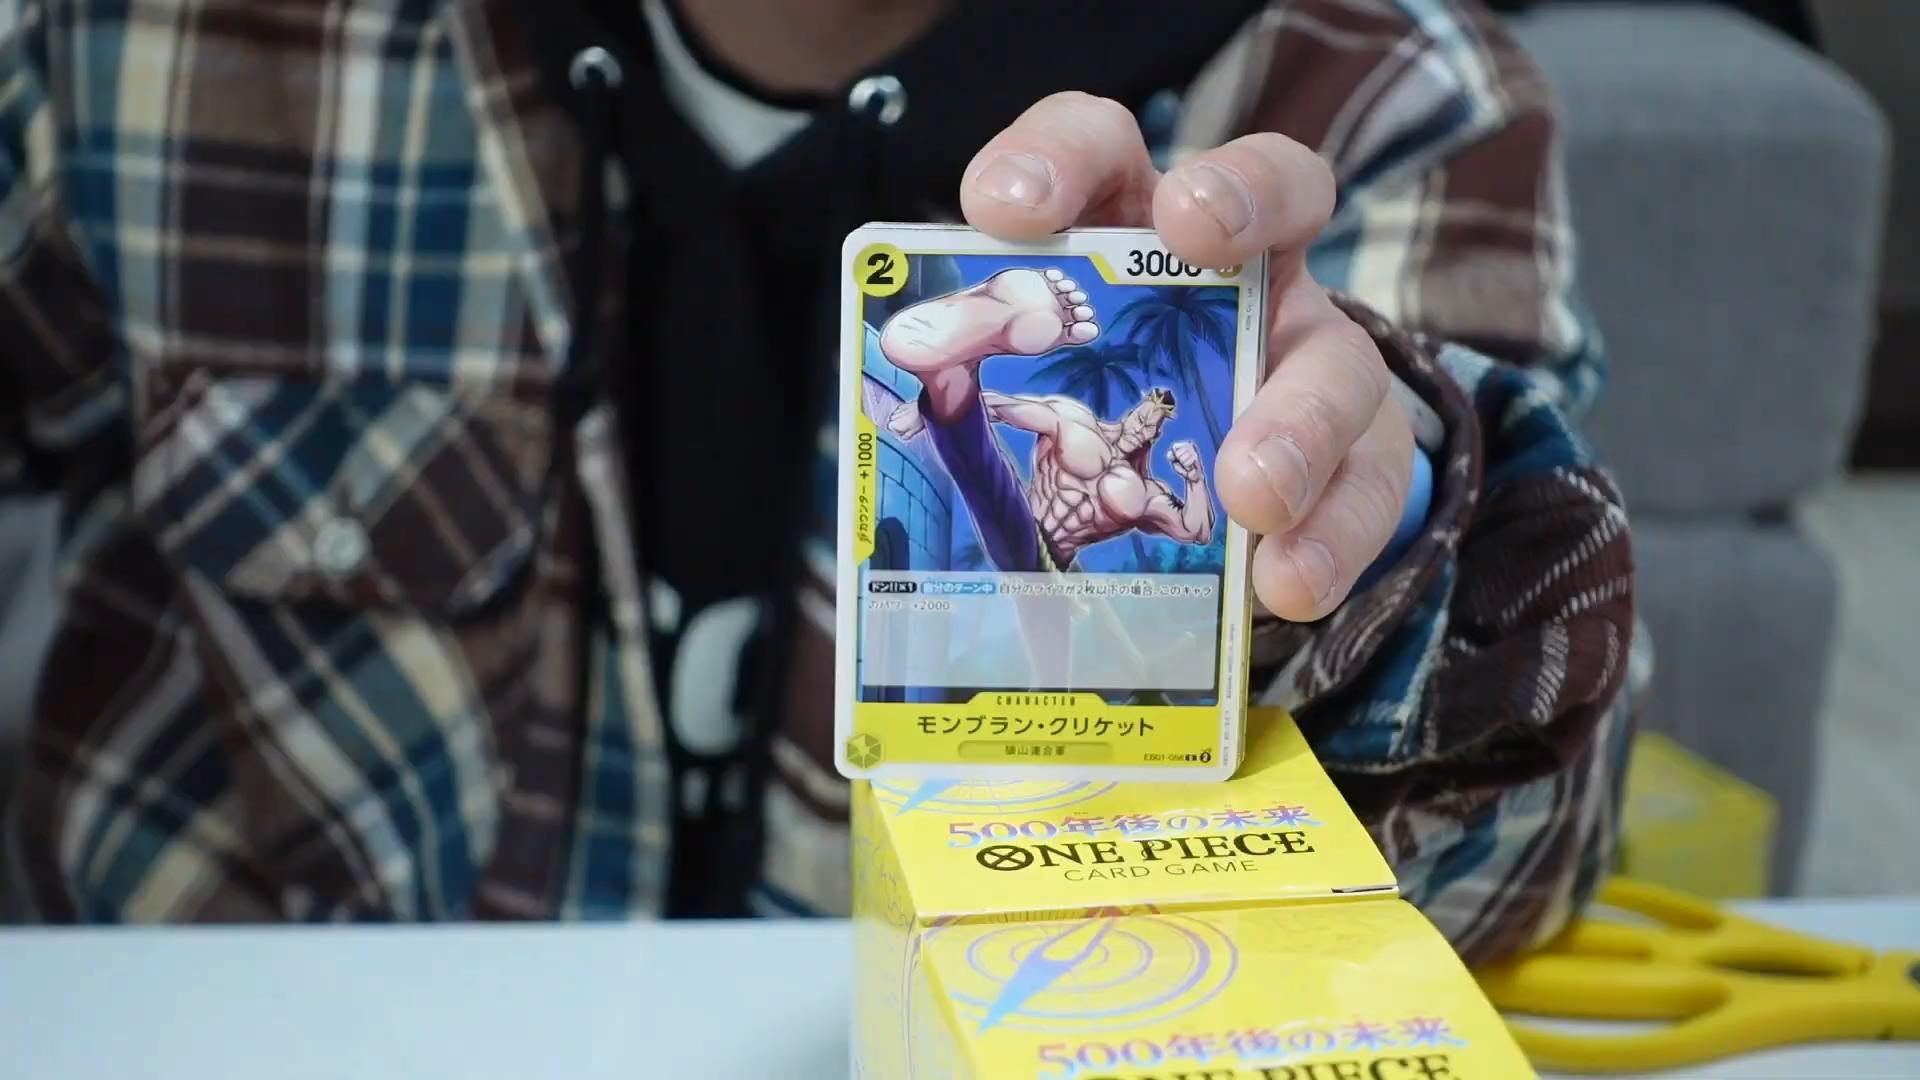 2
3000
カウンター +1000
ドン!!×1 自分のターン中 自分のライフが2枚以下の場合、このキャラ
のパワー+2000。
CHARACTER
モンブラン・クリケット
猿山連合軍
500年後の未来
ONE PIECE
CARD GAME
500年後の未来
ONE PIECE